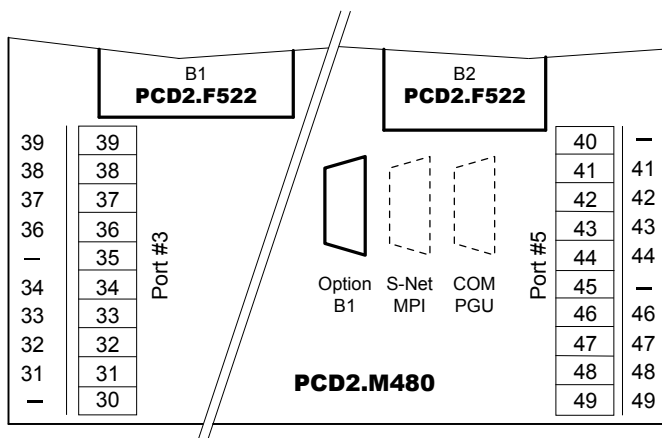 B1
PCD2.F522
B2
PCD2.F522
39 39
38 38
37 37
36 36
– 35
34 34
33 33
32 32
31 31
– 30
Port #3
Option
B1
S-Net
MPI
COM
PGU
Port #5
40 –
41 41
42 42
43 43
44 44
45 –
46 46
47 47
48 48
49 49
PCD2.M480